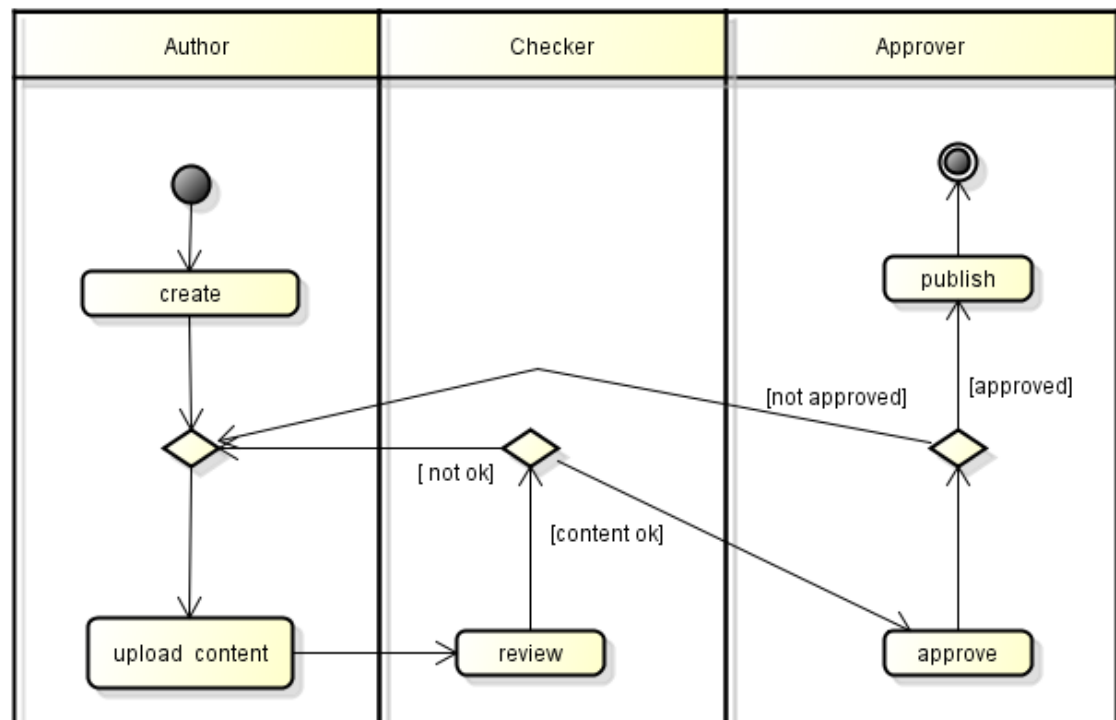 Author
Checker
Approver
create
publish
[not approved]
[approved]
[ not ok]
[content ok]
upload  content
review
approve